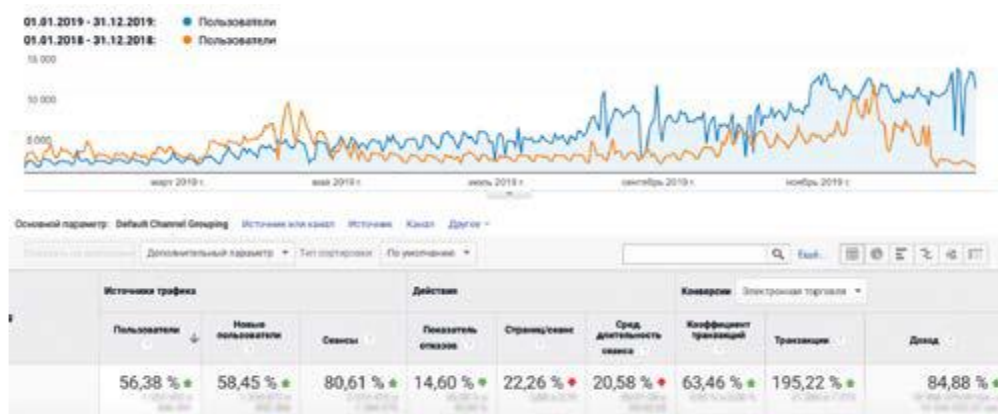 01.01.2019 - 31.12.2019: Пользователи
01.01.2018 - 31.12.2018: Пользователи
15 000
10 000
5 000
март 2019 г. май 2019 г. июль 2019 г. сентябрь 2019 г. ноябрь 2019 г.
Основной параметр: Default Channel Grouping Источник или канал Источник Канал Другое
Дополнительный параметр Тип сортировки По умолчанию Ещё
Источники трафика Действия Конверсии Электронная торговля
Пользователи Новые пользователи Сеансы Показатель отказов Страниц/сеанс Сред. длительность сеанса Коэффициент транзакций Транзакции Доход
56,38 % 58,45 % 80,61 % 14,60 % 22,26 % 20,58 % 63,46 % 195,22 % 84,88 %